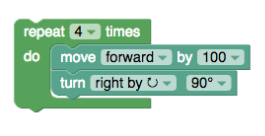 repeat 4 times
do move forward by 100
turn right by ↻ 90°